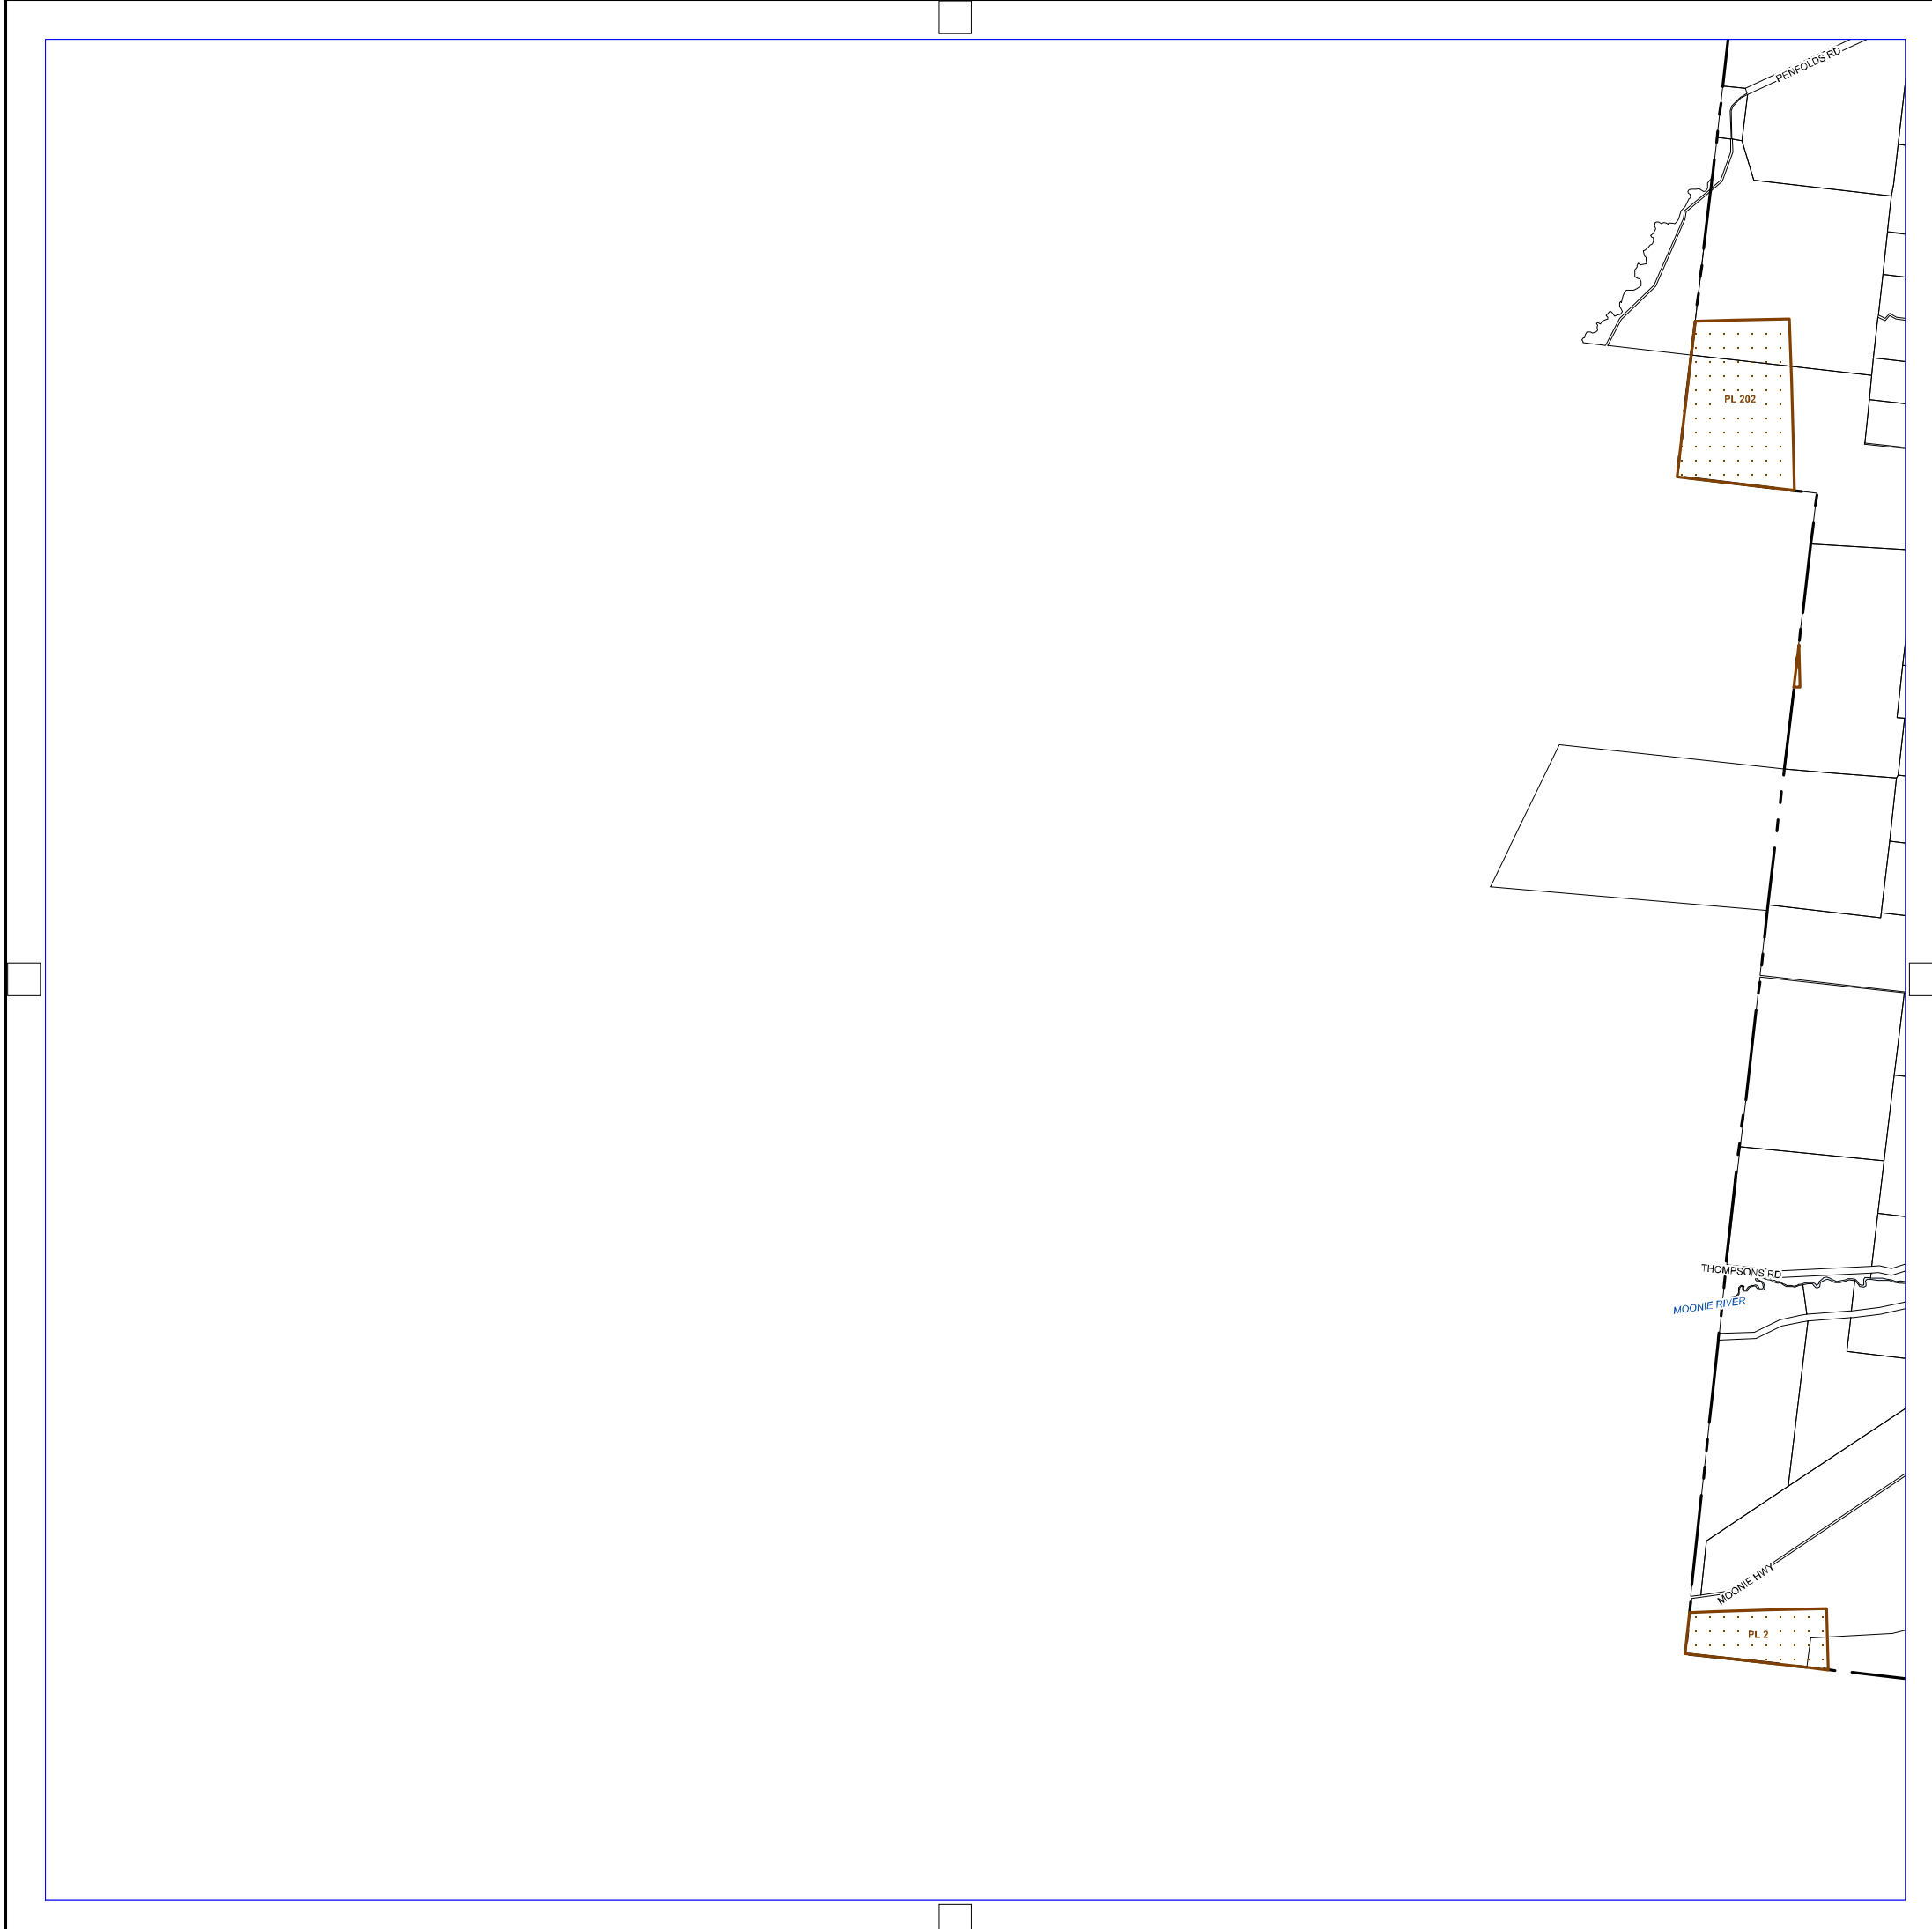 PENFOLDS RD
PL 202
THOMPSONS RD
MOONIE RIVER
MOONIE HWY
PL 2